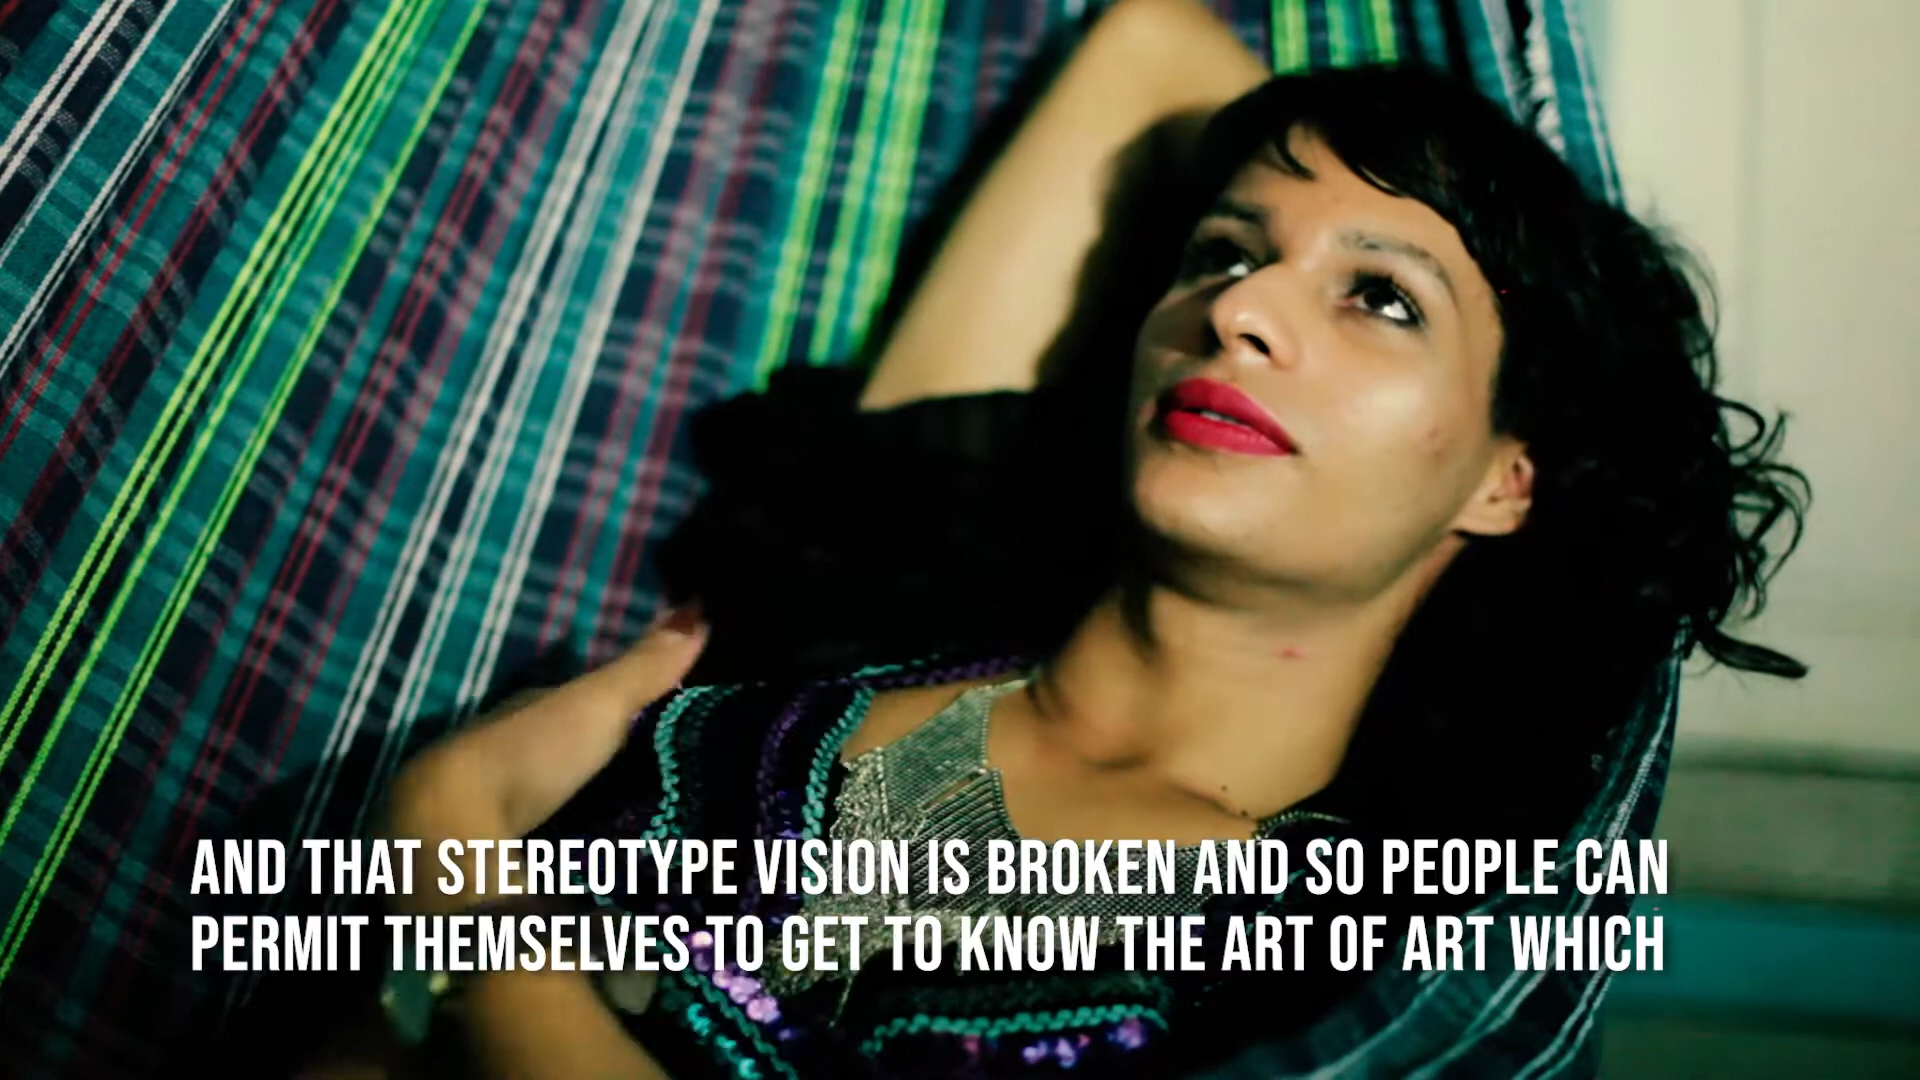 AND THAT STEREOTYPE VISION IS BROKEN AND SO PEOPLE CAN
PERMIT THEMSELVES TO GET TO KNOW THE ART OF ART WHICH